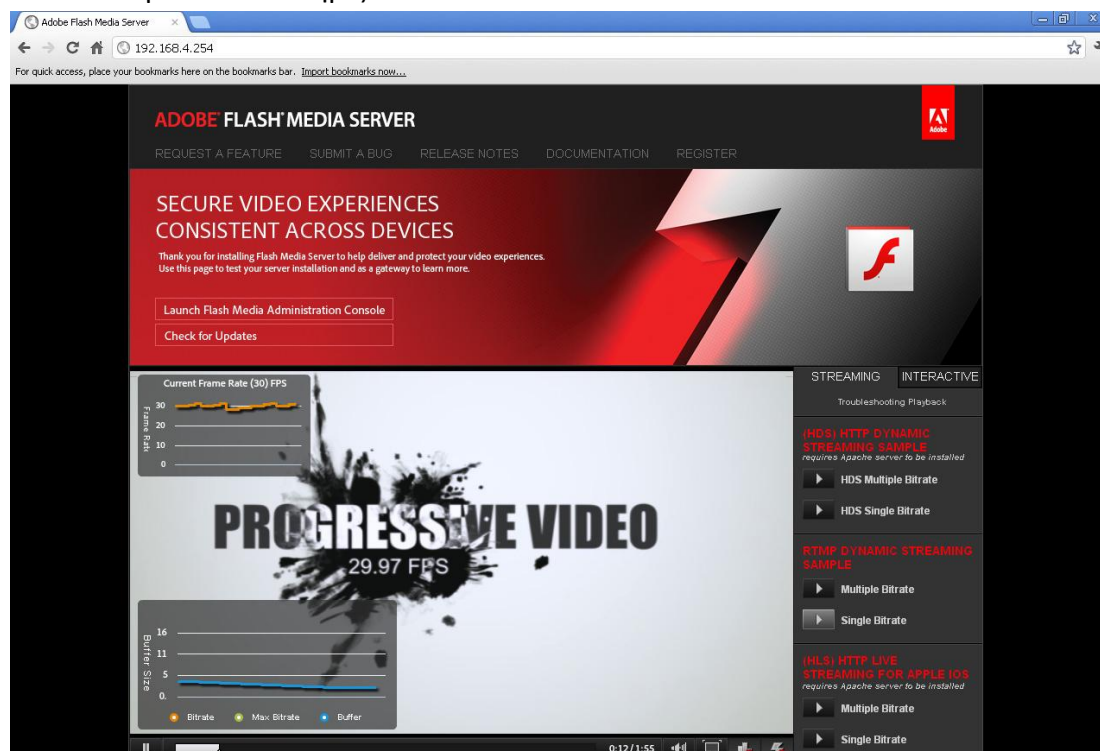 Adobe Flash Media Server
192.168.4.254
For quick access, place your bookmarks here on the bookmarks bar. Import bookmarks now...
ADOBE® FLASH® MEDIA SERVER
Adobe
REQUEST A FEATURE SUBMIT A BUG RELEASE NOTES DOCUMENTATION REGISTER
SECURE VIDEO EXPERIENCES
CONSISTENT ACROSS DEVICES
Thank you for installing Flash Media Server to help deliver and protect your video experiences.
Use this page to test your server installation and as a gateway to learn more.
Launch Flash Media Administration Console
Check for Updates
Current Frame Rate (30) FPS
Frame Rate
30
20
10
0
PROGRESSIVE VIDEO
29.97 FPS
Buffer Size
16
11
5
0.
Bitrate Max Bitrate Buffer
0:12/1:55
STREAMING INTERACTIVE
Troubleshooting Playback
(HDS) HTTP DYNAMIC
STREAMING SAMPLE
requires Apache server to be installed
HDS Multiple Bitrate
HDS Single Bitrate
RTMP DYNAMIC STREAMING
SAMPLE
Multiple Bitrate
Single Bitrate
(HLS) HTTP LIVE
STREAMING FOR APPLE IOS
requires Apache server to be installed
Multiple Bitrate
Single Bitrate